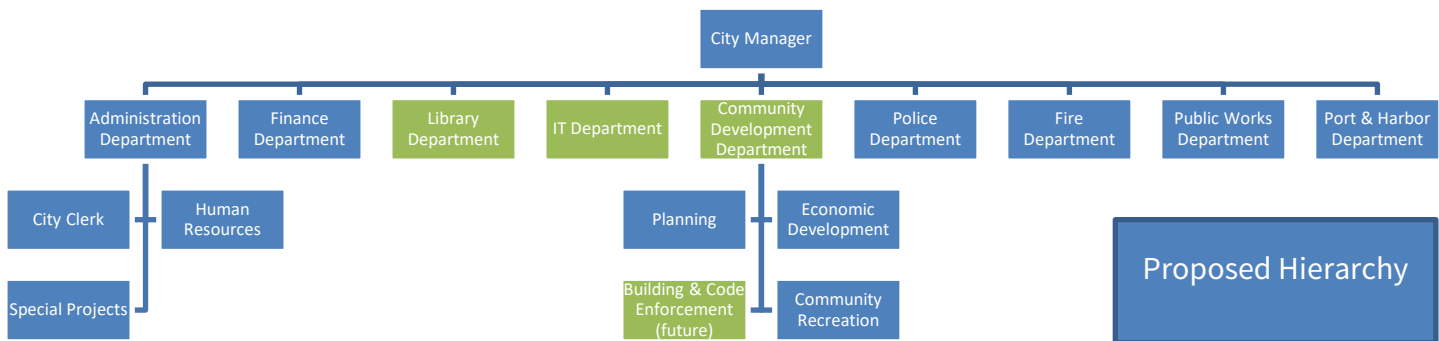 City Manager
Administration
Department
Finance
Department
Library
Department
IT Department
Community
Development
Department
Police
Department
Fire
Department
Public Works
Department
Port & Harbor
Department
City Clerk
Human
Resources
Planning
Economic
Development
Special Projects
Building & Code
Enforcement
(future)
Community
Recreation
Proposed Hierarchy